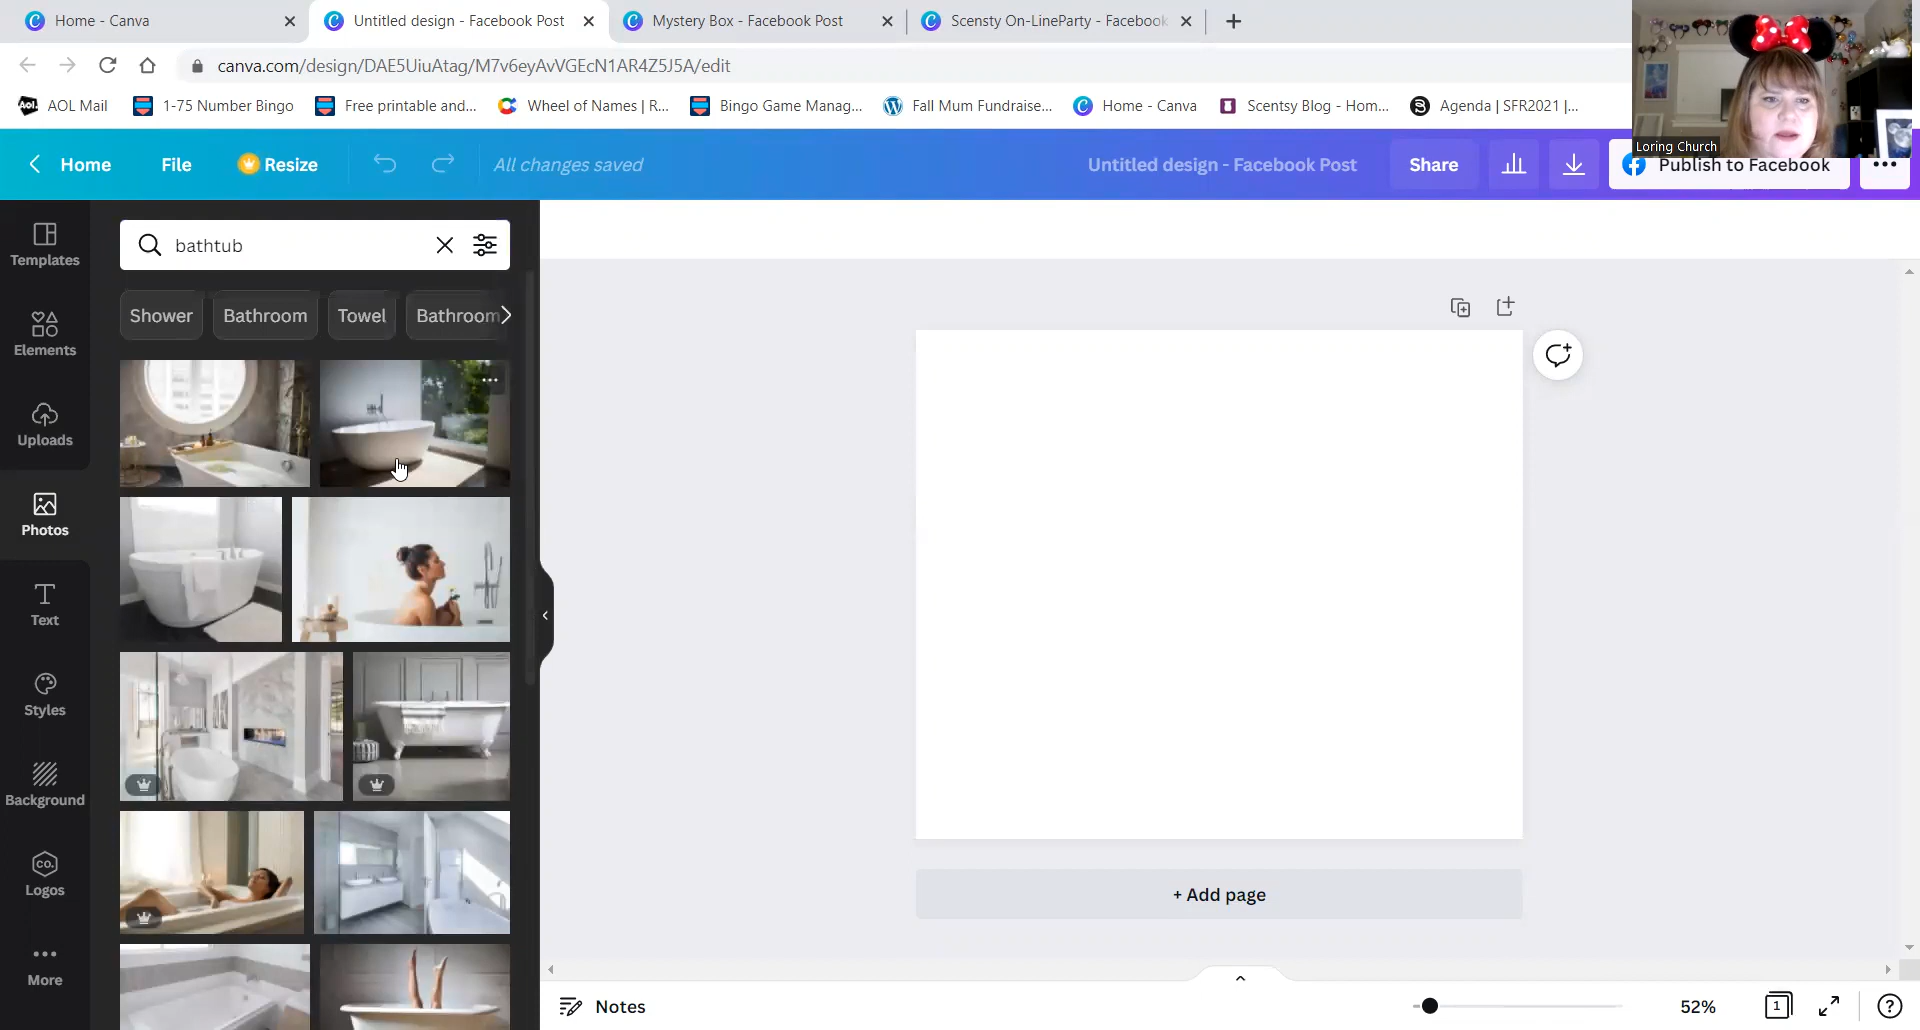 Home - Canva
Untitled design - Facebook Post
Mystery Box - Facebook Post
Scensty On-LineParty - Facebook
canva.com/design/DAE5UiuAtag/M7v6eyAvVGEcN1AR4Z5J5A/edit
Aol. AOL Mail
1-75 Number Bingo
Free printable and...
Wheel of Names | R...
Bingo Game Manag...
Fall Mum Fundraise...
Home - Canva
Scentsy Blog - Hom...
Agenda | SFR2021 |...
Loring Church
Home
File
Resize
All changes saved
Untitled design - Facebook Post
Share
Publish to Facebook
Templates
Elements
Uploads
Photos
Text
Styles
Background
CO.
Logos
More
bathtub
Shower
Bathroom
Towel
Bathroom
+ Add page
Notes
52%
1